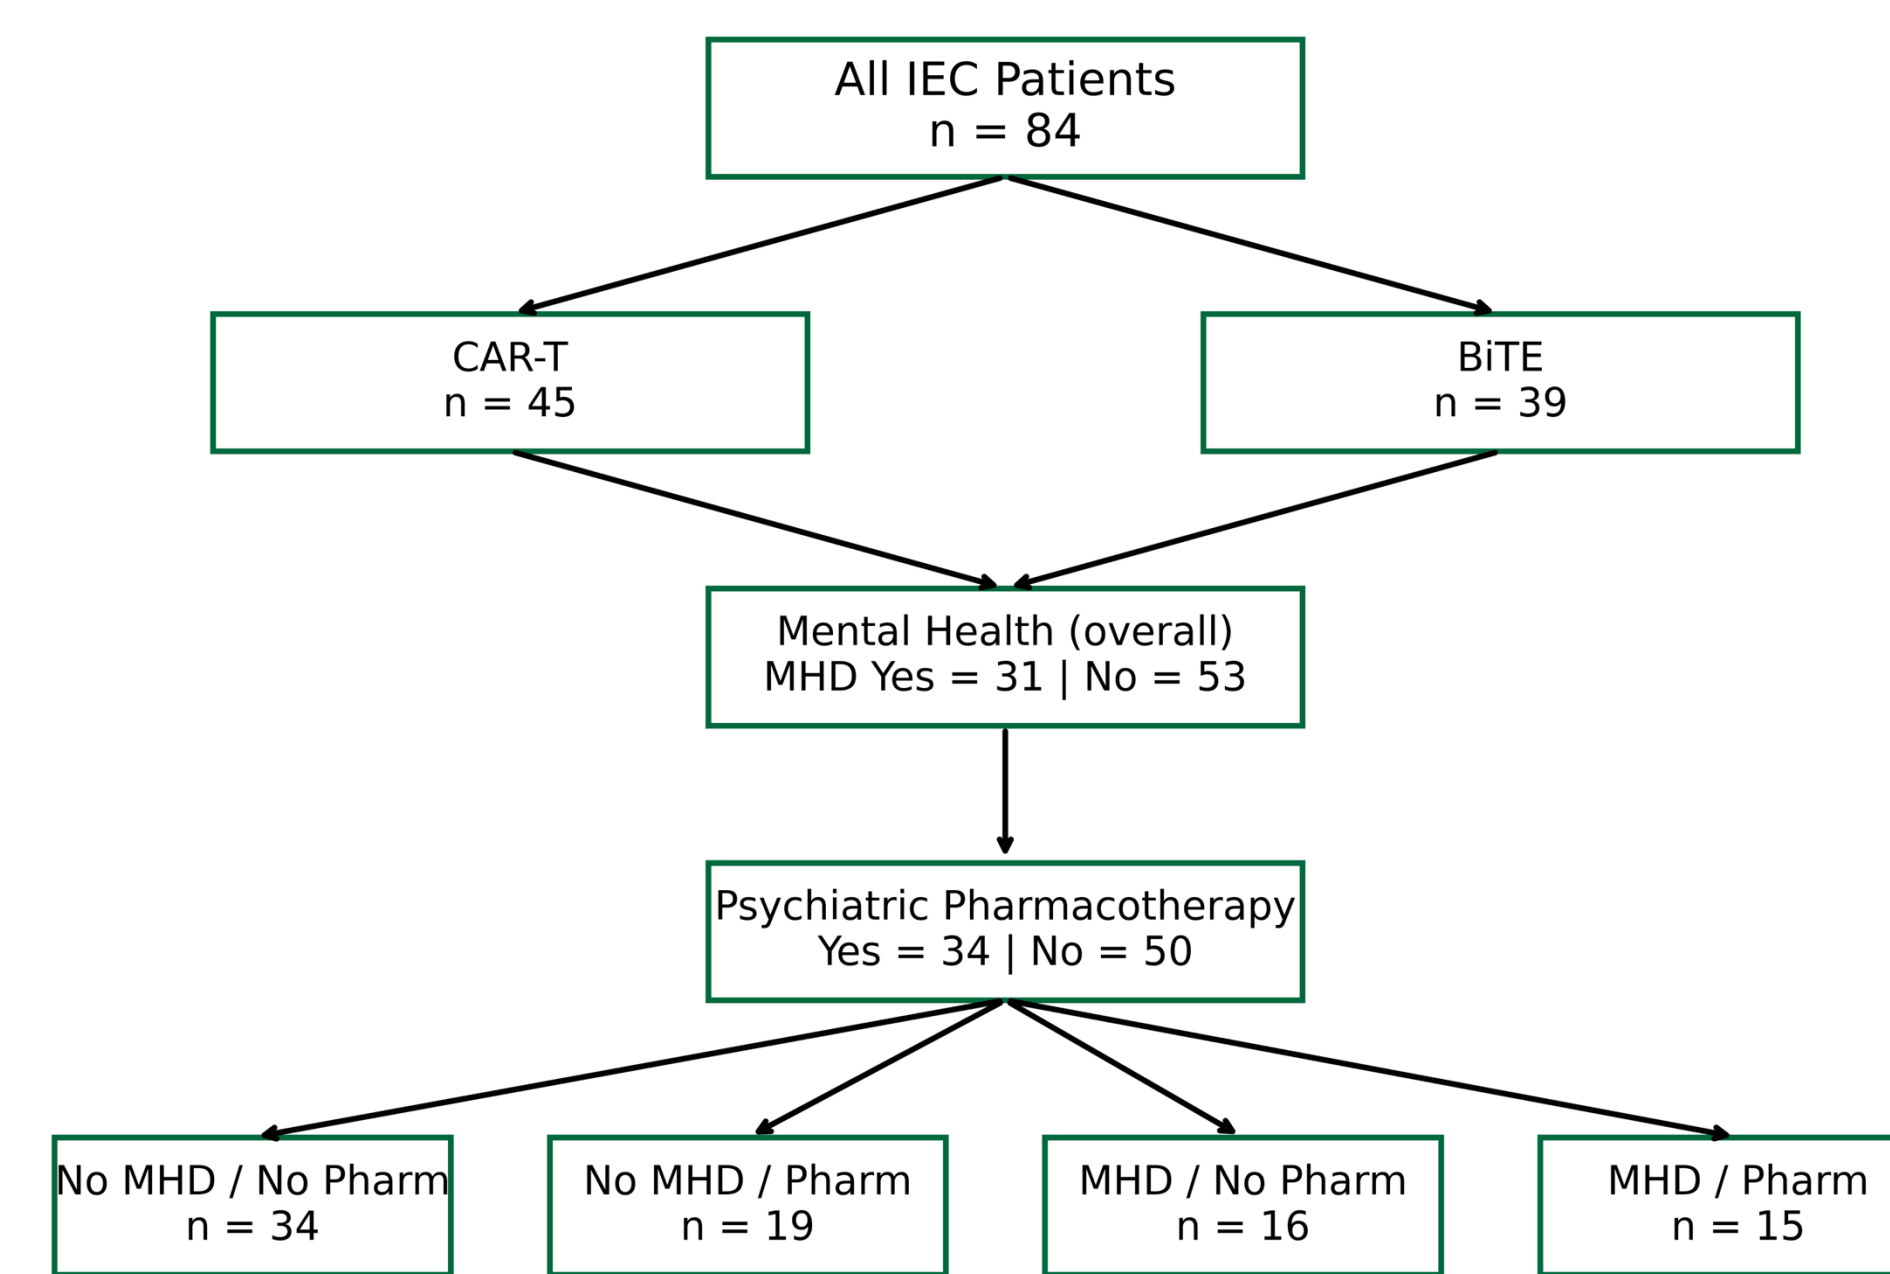 All IEC Patients
n = 84
CAR-T
n = 45
BiTE
n = 39
Mental Health (overall)
MHD Yes = 31 | No = 53
Psychiatric Pharmacotherapy
Yes = 34 | No = 50
No MHD / No Pharm
n = 34
No MHD / Pharm
n = 19
MHD / No Pharm
n = 16
MHD / Pharm
n = 15